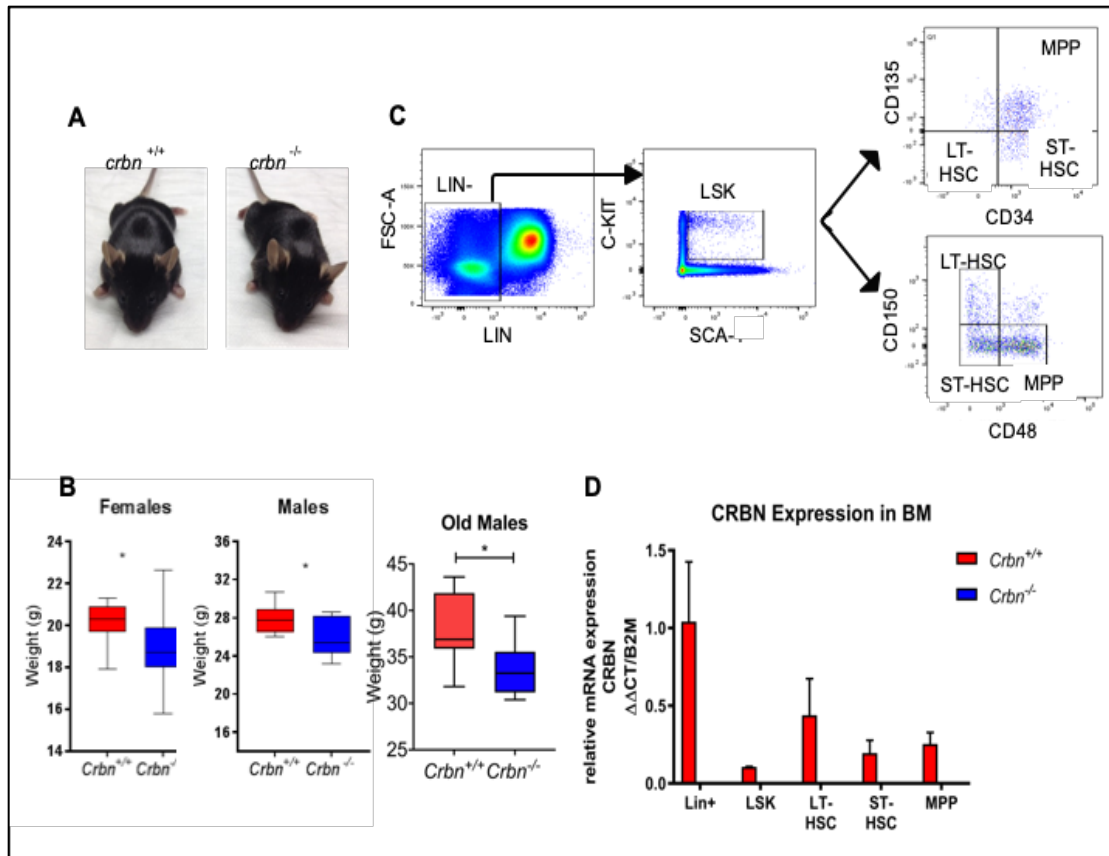 A
crbn +/+
crbn -/-
C
LIN-
FSC-A
LIN
LSK
C-KIT
SCA-
MPP
CD135
LT-HSC
ST-HSC
CD34
LT-HSC
CD150
ST-HSC
MPP
CD48
B
Females
Weight (g)
20
22
18
16
14
Crbn+/+ Crbn-/
Males
Weight (g)
36
32
28
24
20
16
Crbn+/+ Crbn-/-
Old Males
Weight (g)
45
40
35
30
25
*
*
*
Crbn+/+ Crbn-/-
D
CRBN Expression in BM
relative mRNA expression
CRBN
ΔΔCT/B2M
1.5
1.0
0.5
0.0
Lin+
LSK
LT-HSC
ST-HSC
MPP
Crbn+/+
Crbn-/-